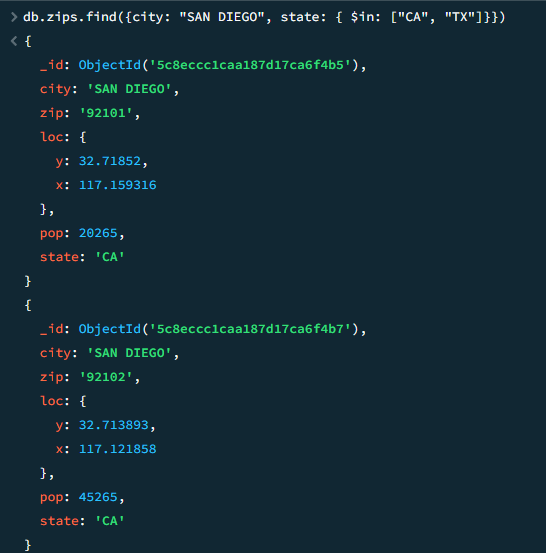 > db.zips.find({city: "SAN DIEGO", state: { $in: ["CA", "TX"]}})
< {
_id: ObjectId('5c8eccc1caa187d17ca6f4b5'),
city: 'SAN DIEGO',
zip: '92101',
loc: {
y: 32.71852,
x: 117.159316
},
pop: 20265,
state: 'CA'
}
{
_id: ObjectId('5c8eccc1caa187d17ca6f4b7'),
city: 'SAN DIEGO',
zip: '92102',
loc: {
y: 32.713893,
x: 117.121858
},
pop: 45265,
state: 'CA'
}